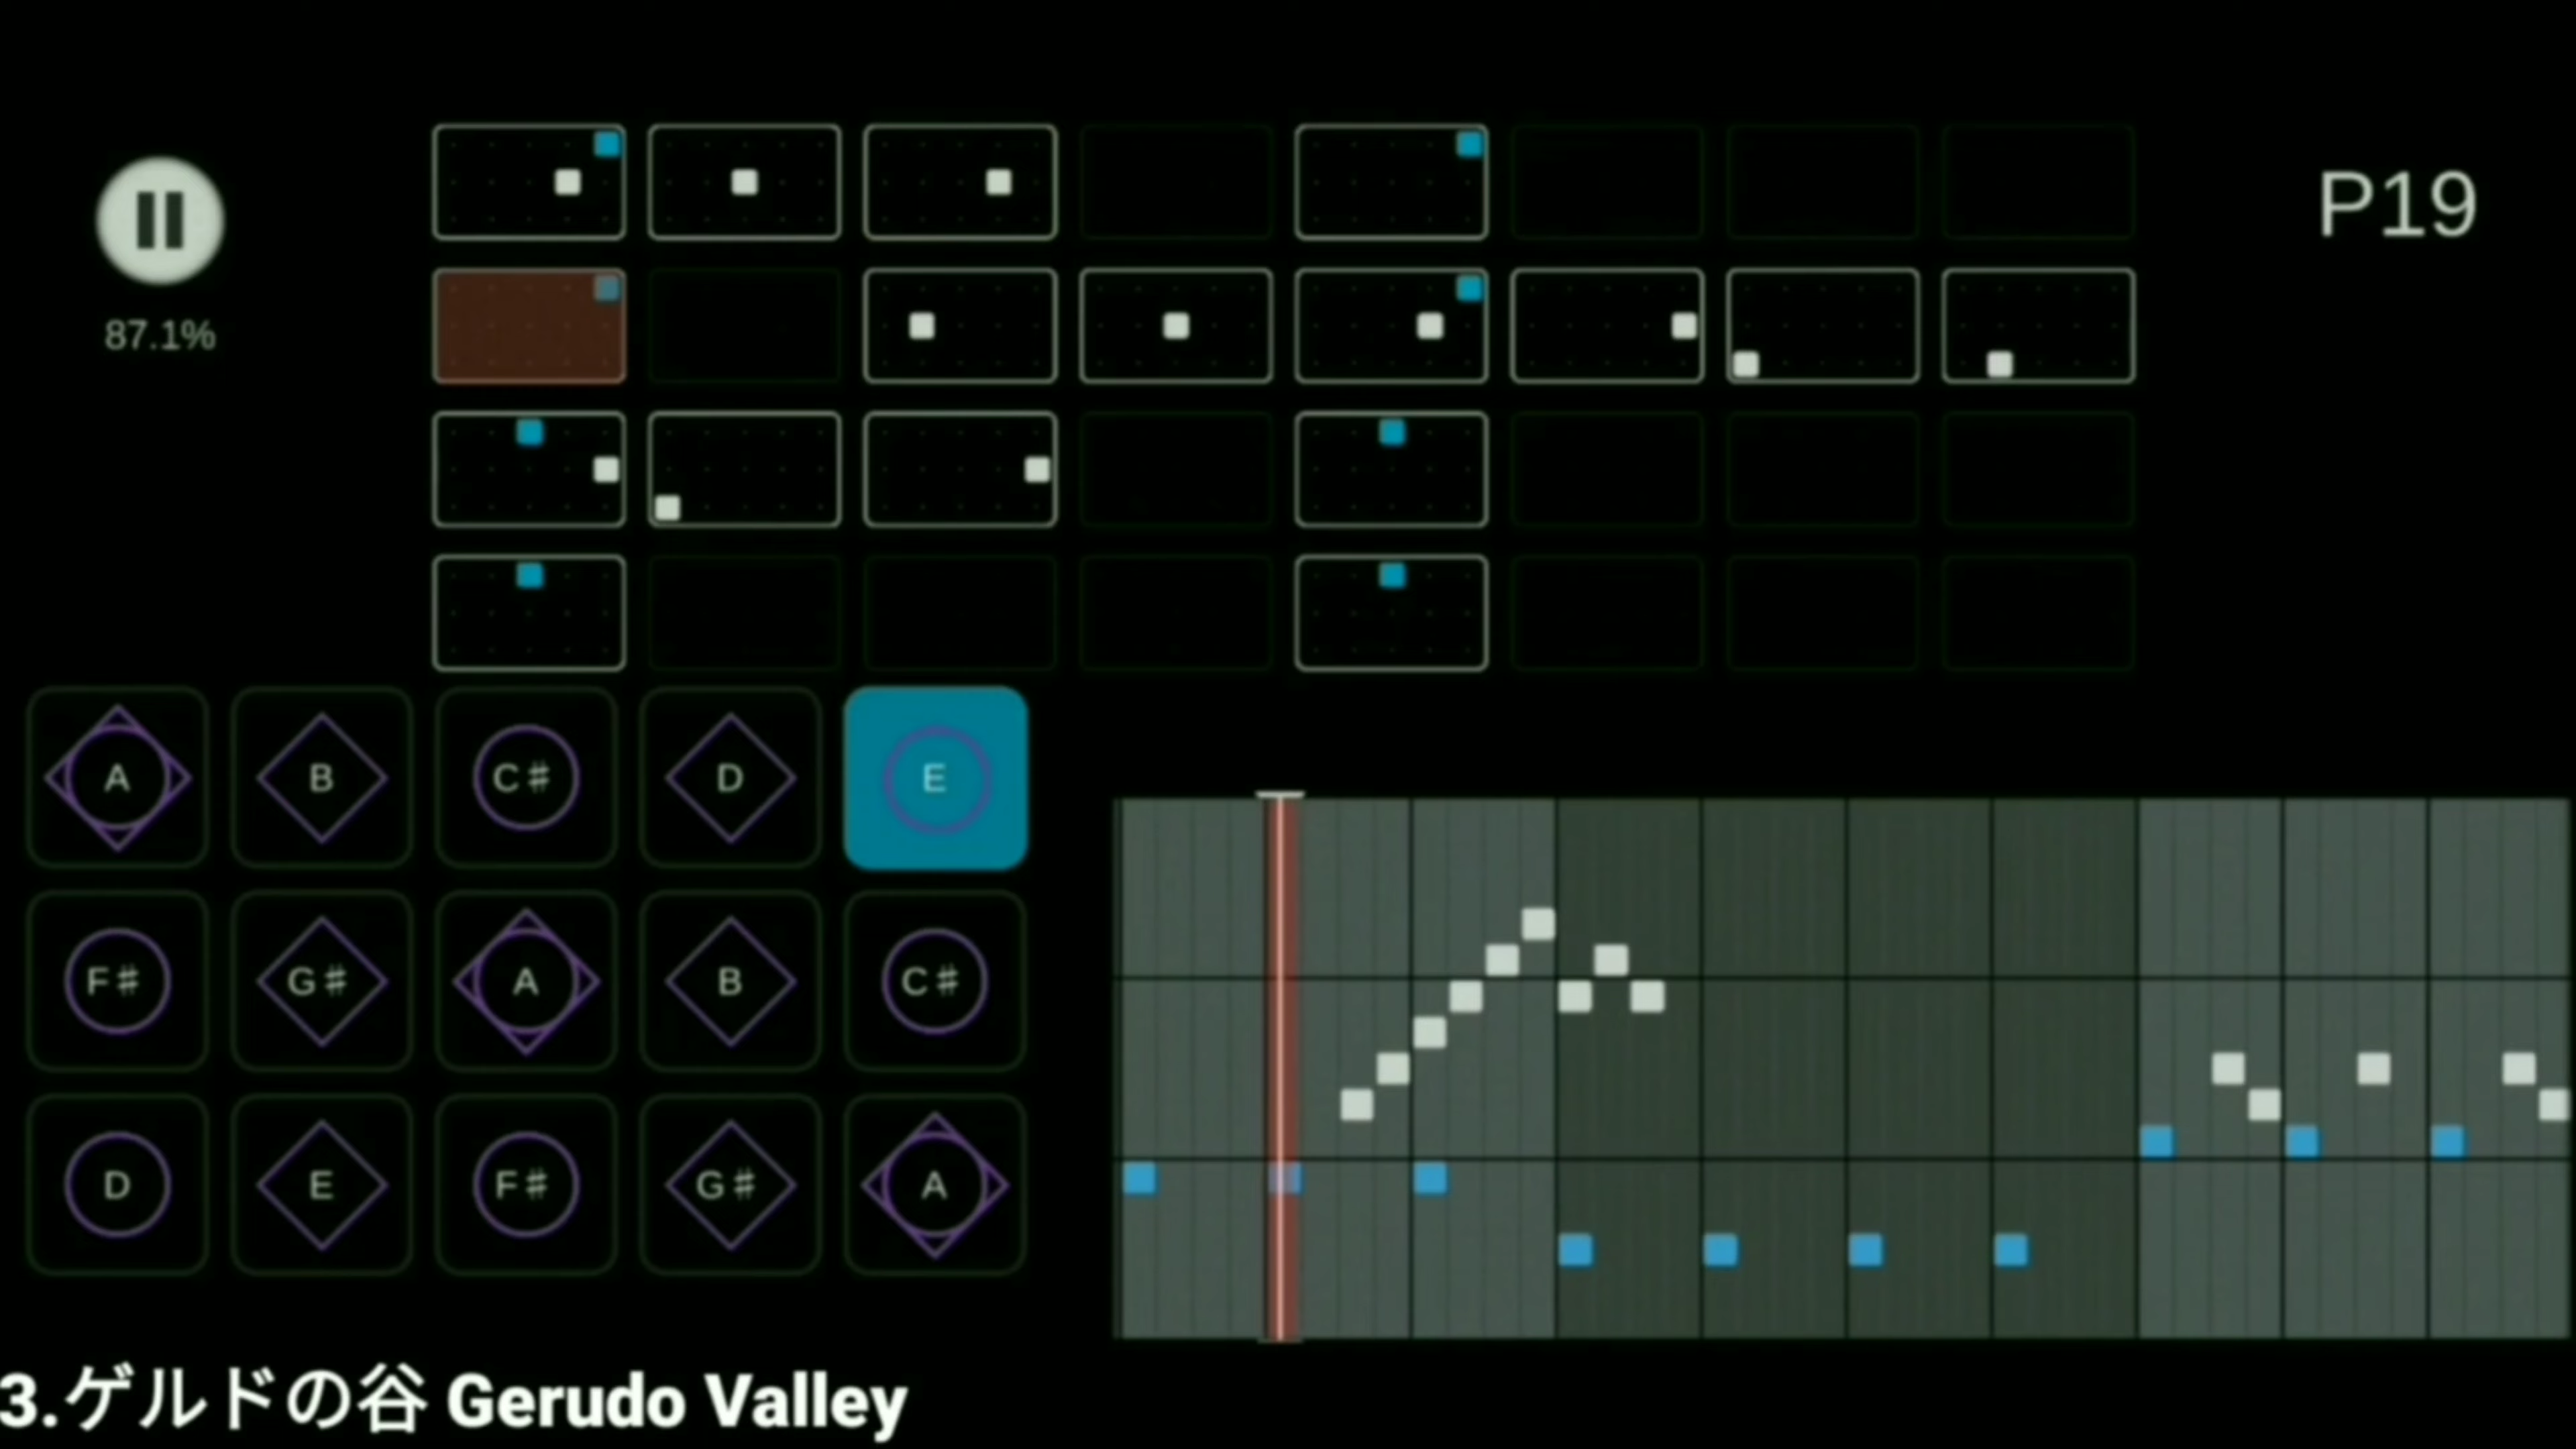 P19
87.1%
A B C♯ D E
F♯ G♯ A B C♯
D E F♯ G♯ A
3.ゲルドの谷 Gerudo Valley